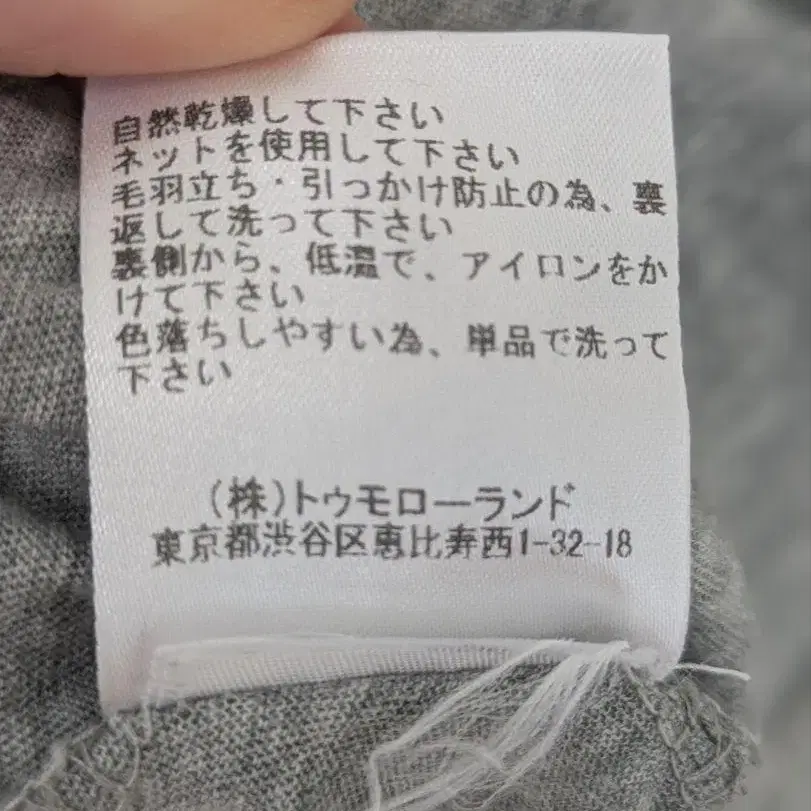 自然乾燥して下さい
ネットを使用して下さい
毛羽立ち・引っかけ防止の為、裏
返して洗って下さい
裏側から、低温で、アイロンをか
けて下さい
色落ちしやすい為、単品で洗って
下さい
(株)トゥモローランド
東京都渋谷区恵比寿西1-32-18